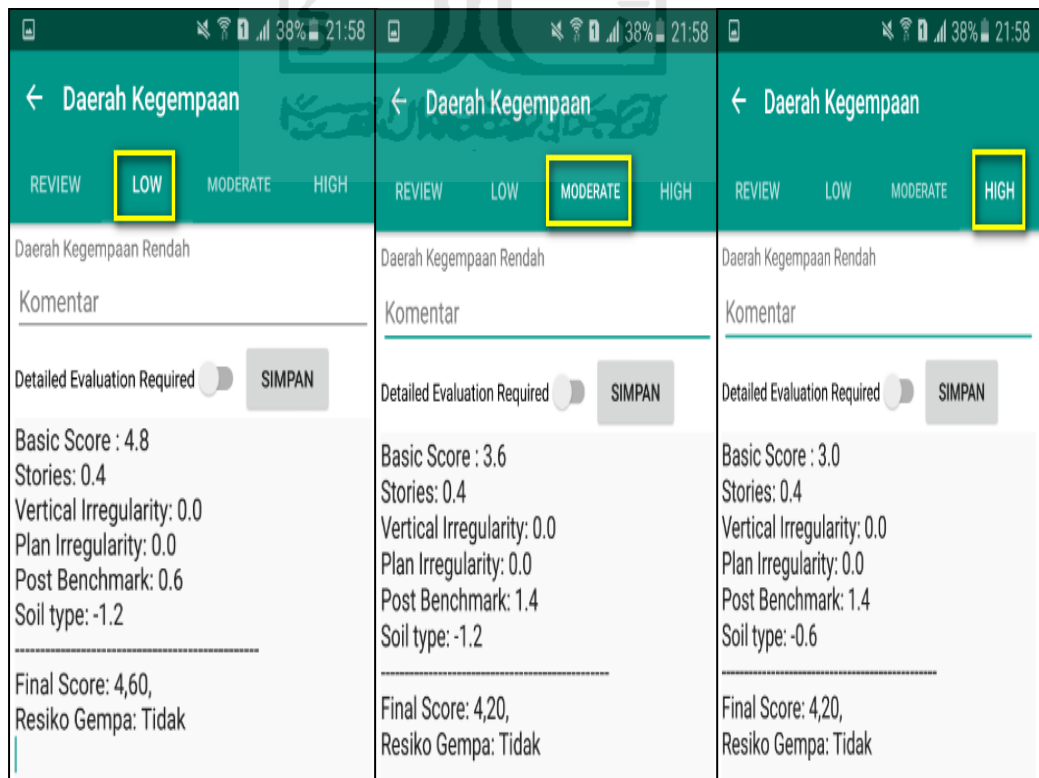 38% 21:58
Daerah Kegempaan
REVIEW LOW MODERATE HIGH
Daerah Kegempaan Rendah
Komentar
Detailed Evaluation Required SIMPAN
Basic Score : 4.8
Stories: 0.4
Vertical Irregularity: 0.0
Plan Irregularity: 0.0
Post Benchmark: 0.6
Soil type: -1.2
----------------------------------------------
Final Score: 4,60,
Resiko Gempa: Tidak
1 38% 21:58
Daerah Kegempaan
REVIEW LOW MODERATE HIGH
Daerah Kegempaan Rendah
Komentar
Detailed Evaluation Required SIMPAN
Basic Score : 3.6
Stories: 0.4
Vertical Irregularity: 0.0
Plan Irregularity: 0.0
Post Benchmark: 1.4
Soil type: -1.2
----------------------------------------------
Final Score: 4,20,
Resiko Gempa: Tidak
1 38% 21:58
Daerah Kegempaan
REVIEW LOW MODERATE HIGH
Daerah Kegempaan Rendah
Komentar
Detailed Evaluation Required SIMPAN
Basic Score : 3.0
Stories: 0.4
Vertical Irregularity: 0.0
Plan Irregularity: 0.0
Post Benchmark: 1.4
Soil type: -0.6
----------------------------------------------
Final Score: 4,20,
Resiko Gempa: Tidak